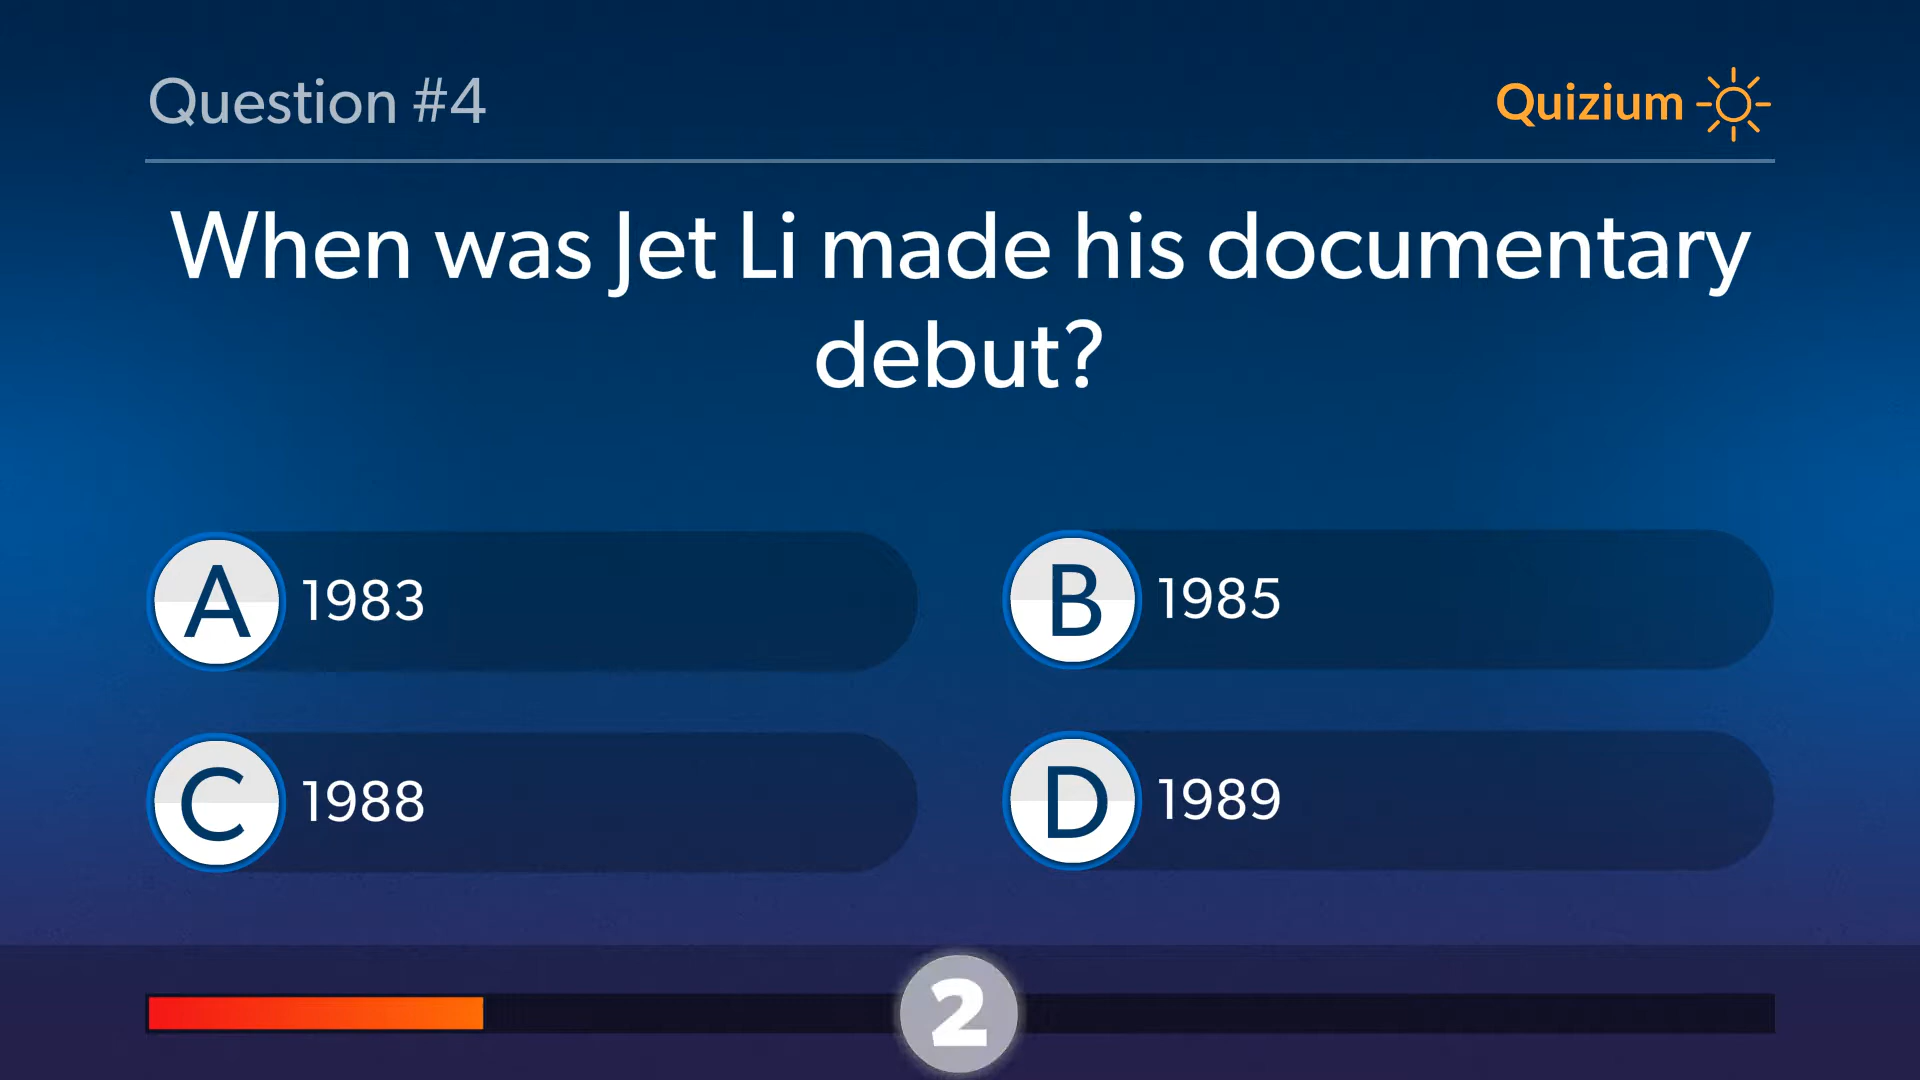 Question #4
Quizium
When was Jet Li made his documentary
debut?
A 1983
B 1985
C 1988
D 1989
2